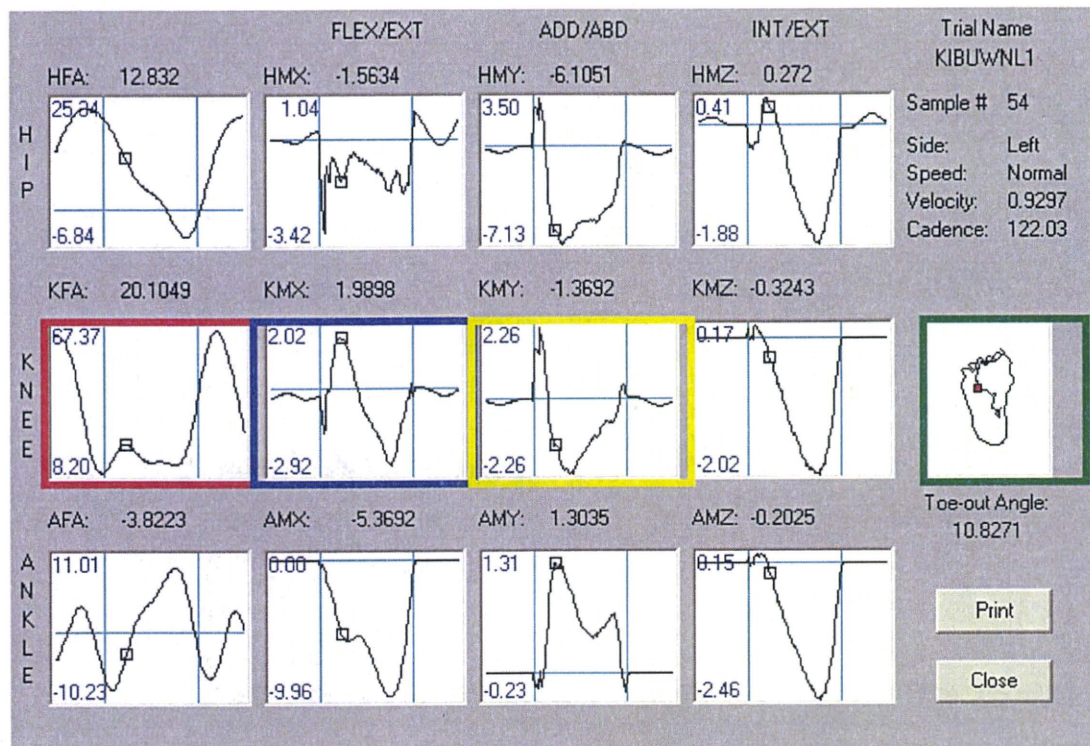 FLEX/EXT ADD/ABD INT/EXT Trial Name
KIBUWNL1
HFA: 12.832 HMX: -1.5634 HMY: -6.1051 HMZ: 0.272
25.34 1.04 3.50 0.41
-6.84 -3.42 -7.13 -1.88
HIP
Sample # 54
Side: Left
Speed: Normal
Velocity: 0.9297
Cadence: 122.03
KFA: 20.1049 KMX: 1.9898 KMY: -1.3692 KMZ: -0.3243
67.37 2.02 2.26 0.17
8.20 -2.92 -2.26 -2.02
KNEE
Toe-out Angle:
10.8271
AFA: -3.8223 AMX: -5.3692 AMY: 1.3035 AMZ: -0.2025
11.01 0.00 1.31 0.15
-10.23 -9.96 -0.23 -2.46
ANKLE
Print
Close